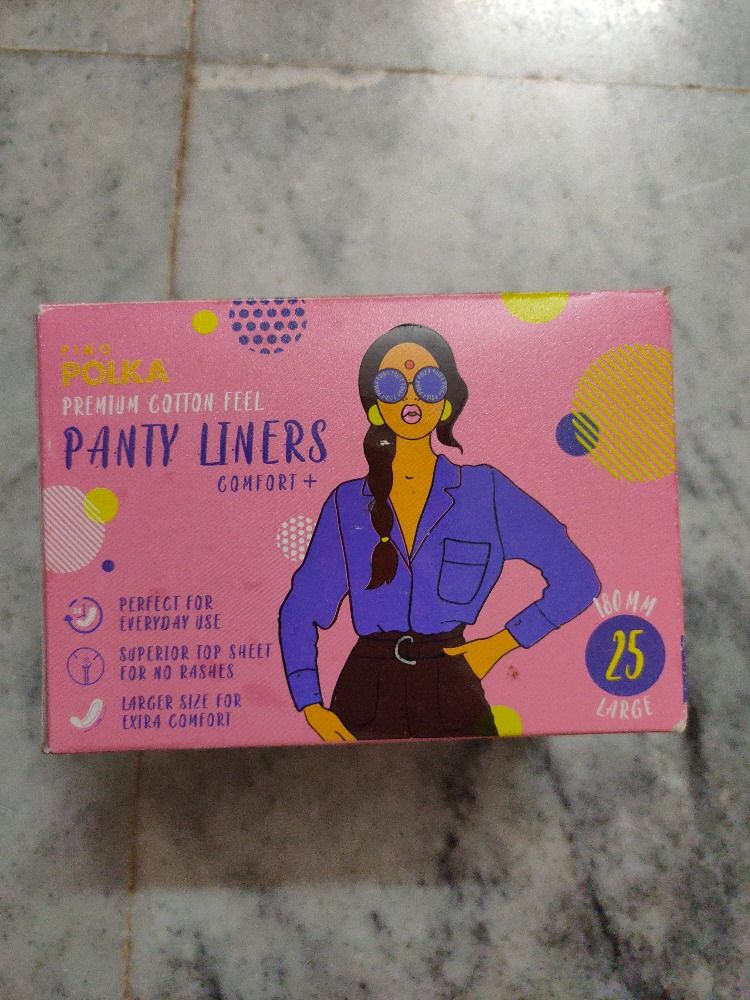 PINQ
POLKA
PREMIUM COTTON FEEL
PANTY LINERS
COMFORT +
PERFECT FOR
EVERYDAY USE
SUPERIOR TOP SHEET
FOR NO RASHES
LARGER SIZE FOR
EXTRA COMFORT
180 MM
25
LARGE